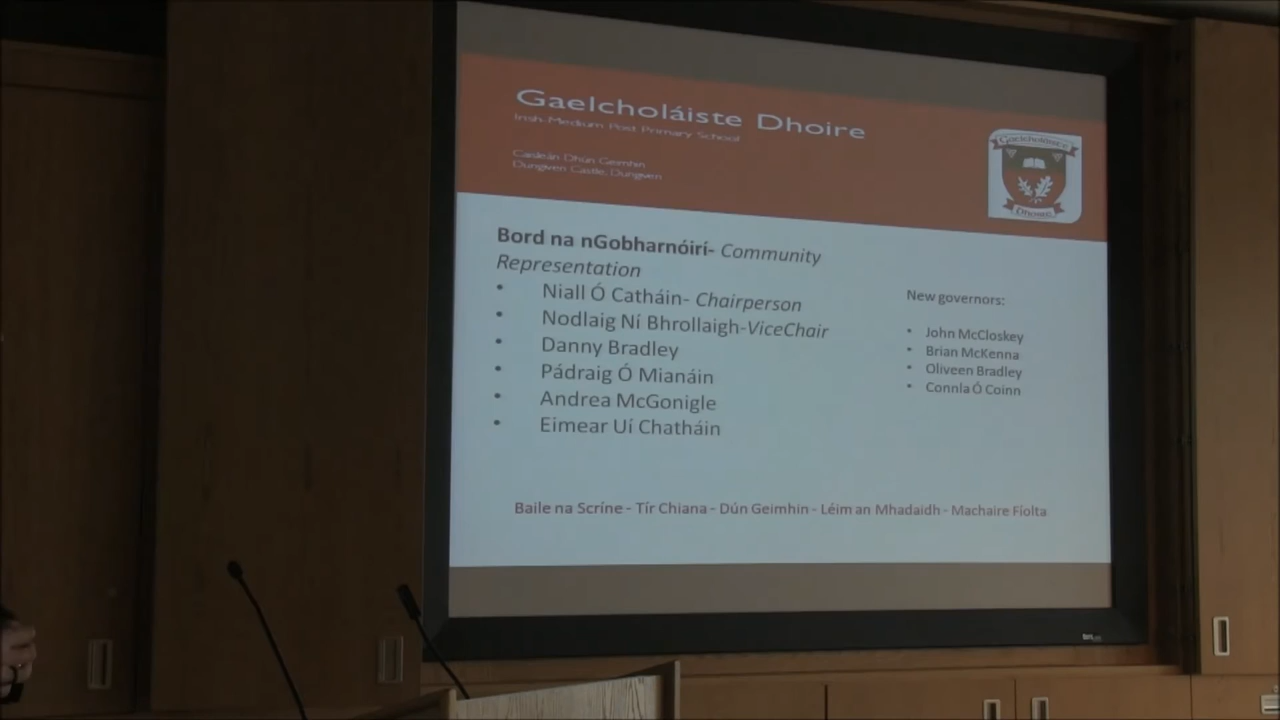 Gaelcholáiste Dhoire
Irish-Medium Post Primary School
Caisleán Dhún Geimhin
Dungiven Castle, Dungiven
Gaelcholáiste
Dhoire
Bord na nGobharnóirí- Community
Representation
• Niall Ó Catháin- Chairperson
• Nodlaig Ní Bhrollaigh-ViceChair
• Danny Bradley
• Pádraig Ó Mianáin
• Andrea McGonigle
• Eimear Uí Chatháin
New governors:
• John McCloskey
• Brian McKenna
• Oliveen Bradley
• Connla Ó Coinn
Baile na Scríne - Tír Chiana - Dún Geimhin - Léim an Mhadaidh - Machaire Fíolta